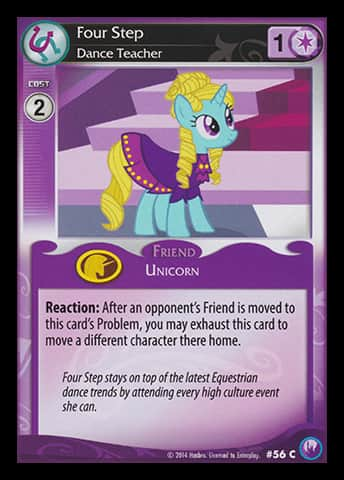 Four Step
Dance Teacher
1
COST
2
FRIEND
UNICORN
Reaction: After an opponent's Friend is moved to
this card's Problem, you may exhaust this card to
move a different character there home.
Four Step stays on top of the latest Equestrian
dance trends by attending every high culture event
she can.
© 2014 Hasbro. Licensed to Enterplay.
#56 C